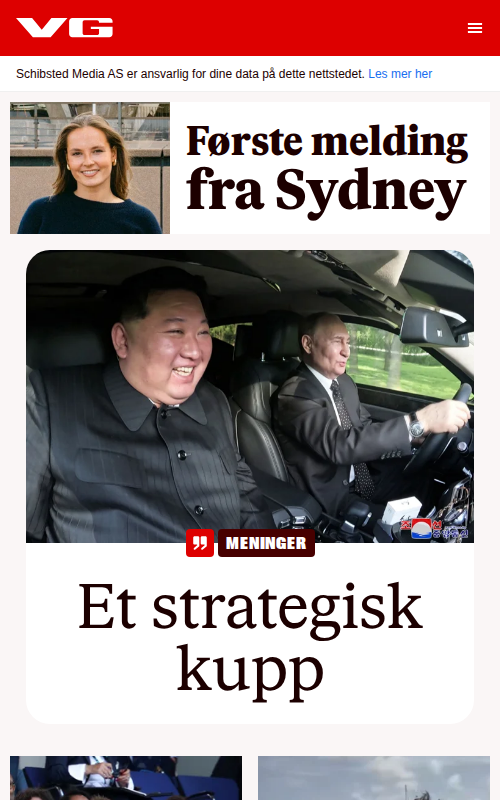 VG
Schibsted Media AS er ansvarlig for dine data på dette nettstedet. Les mer her
Første melding
fra Sydney
MENINGER
Et strategisk
kupp